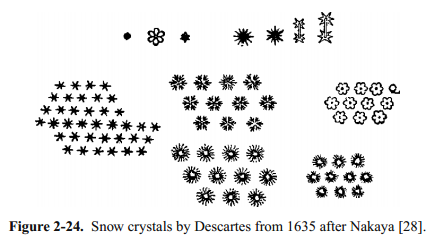 Figure 2-24. Snow crystals by Descartes from 1635 after Nakaya [28].